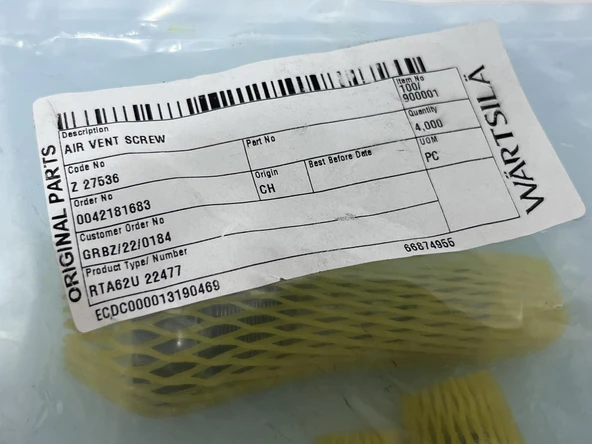 ORIGINAL PARTS
Description
AIR VENT SCREW
Item No
100/
900001
Code No
Z 27536
Part No
Quantity
4,000
Order No
0042181683
Origin
CH
Best Before Date
UOM
PC
Customer Order No
GRBZ/22/0184
Product Type/ Number
RTA62U 22477
66874955
ECDC000013190469
WÄRTSILÄ